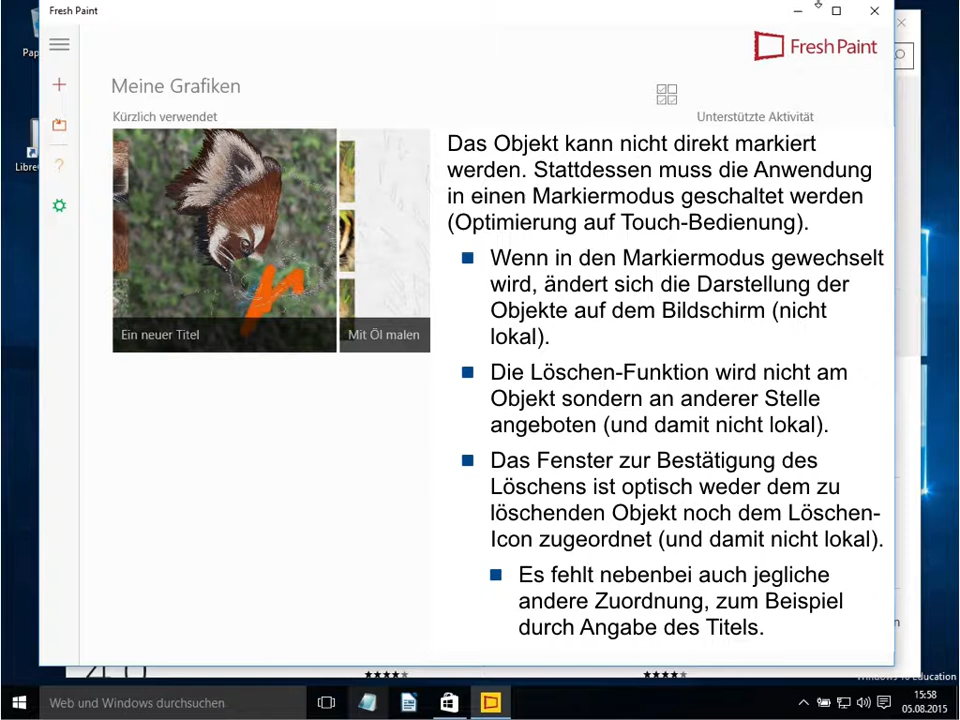 Fresh Paint
Pap
Fresh Paint
Meine Grafiken
Kürzlich verwendet
Unterstützte Aktivität
Das Objekt kann nicht direkt markiert
werden. Stattdessen muss die Anwendung
in einen Markiermodus geschaltet werden
(Optimierung auf Touch-Bedienung).
Libre
Wenn in den Markiermodus gewechselt
wird, ändert sich die Darstellung der
Objekte auf dem Bildschirm (nicht
lokal).
Ein neuer Titel
Mit Öl malen
Die Löschen-Funktion wird nicht am
Objekt sondern an anderer Stelle
angeboten (und damit nicht lokal).
Das Fenster zur Bestätigung des
Löschens ist optisch weder dem zu
löschenden Objekt noch dem Löschen-
Icon zugeordnet (und damit nicht lokal).
Es fehlt nebenbei auch jegliche
andere Zuordnung, zum Beispiel
durch Angabe des Titels.
Windows 10 Education
Web und Windows durchsuchen
15:58
05.08.2015